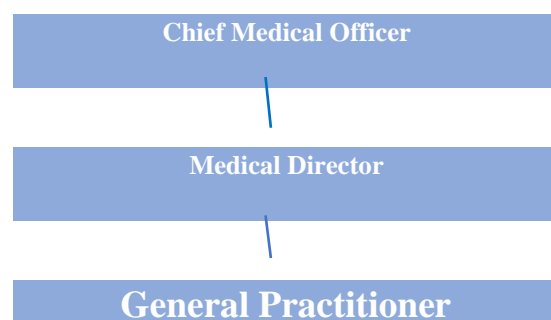 Chief Medical Officer
Medical Director
General Practitioner